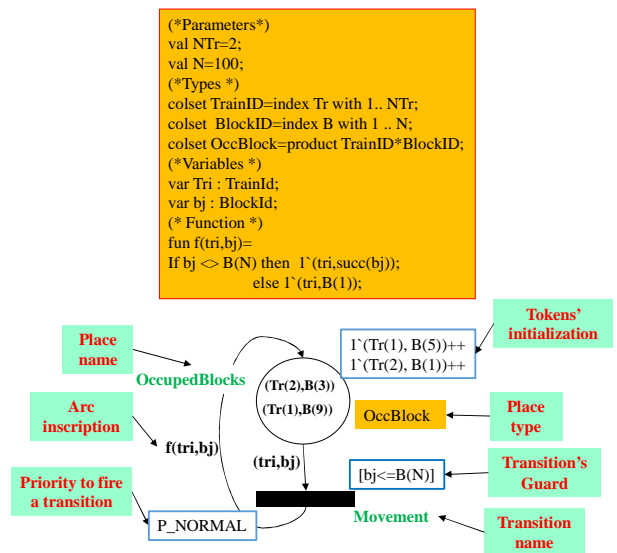 (*Parameters*)
val NTr=2;
val N=100;
(*Types *)
colset TrainID=index Tr with 1.. NTr;
colset BlockID=index B with 1 .. N;
colset OccBlock=product TrainID*BlockID;
(*Variables *)
var Tri : TrainId;
var bj : BlockId;
(* Function *)
fun f(tri,bj)=
If bj <> B(N) then 1`(tri,succ(bj));
else 1`(tri,B(1));
Tokens'
initialization
Place
name
1`(Tr(1), B(5))++
1`(Tr(2), B(1))++
OccupedBlocks
(Tr(2),B(3))
(Tr(1),B(9))
Arc
inscription
OccBlock
Place
type
f(tri,bj)
(tri,bj)
[bj<=B(N)]
Transition's
Guard
Priority to fire
a transition
P_NORMAL
Movement
Transition
name